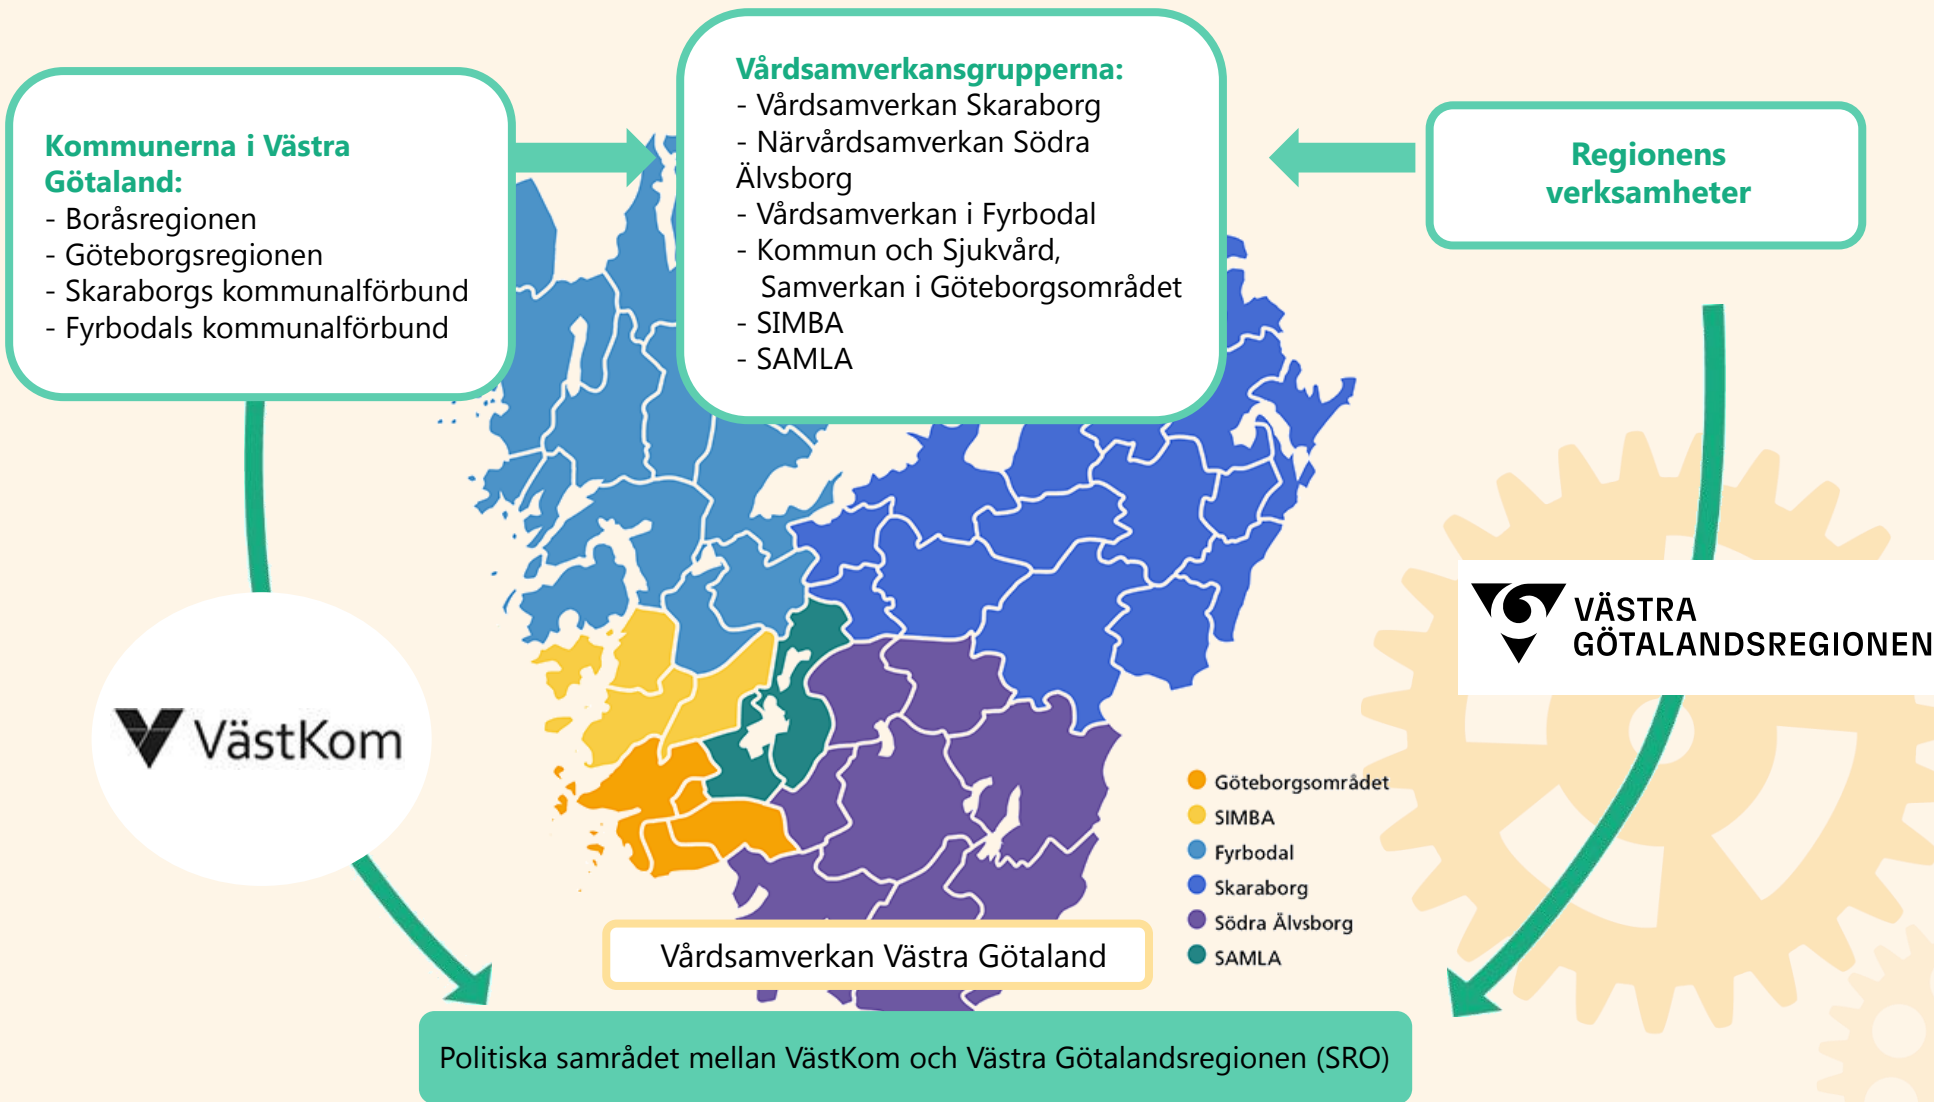 Kommunerna i Västra
Götaland:
- Boråsregionen
- Göteborgsregionen
- Skaraborgs kommunalförbund
- Fyrbodals kommunalförbund
Vårdsamverkansgrupperna:
- Vårdsamverkan Skaraborg
- Närvårdsamverkan Södra
Älvsborg
- Vårdsamverkan i Fyrbodal
- Kommun och Sjukvård,
Samverkan i Göteborgsområdet
- SIMBA
- SAMLA
Regionens
verksamheter
VästKom
VÄSTRA
GÖTALANDSREGIONEN
Göteborgsområdet
SIMBA
Fyrbodal
Skaraborg
Södra Älvsborg
SAMLA
Vårdsamverkan Västra Götaland
Politiska samrådet mellan VästKom och Västra Götalandsregionen (SRO)